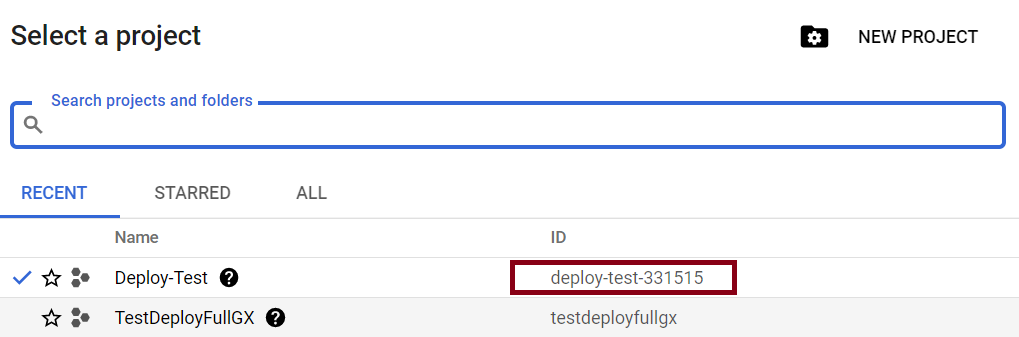 Select a project
NEW PROJECT
Search projects and folders
RECENT STARRED ALL
Name ID
Deploy-Test deploy-test-331515
TestDeployFullGX testdeployfullgx